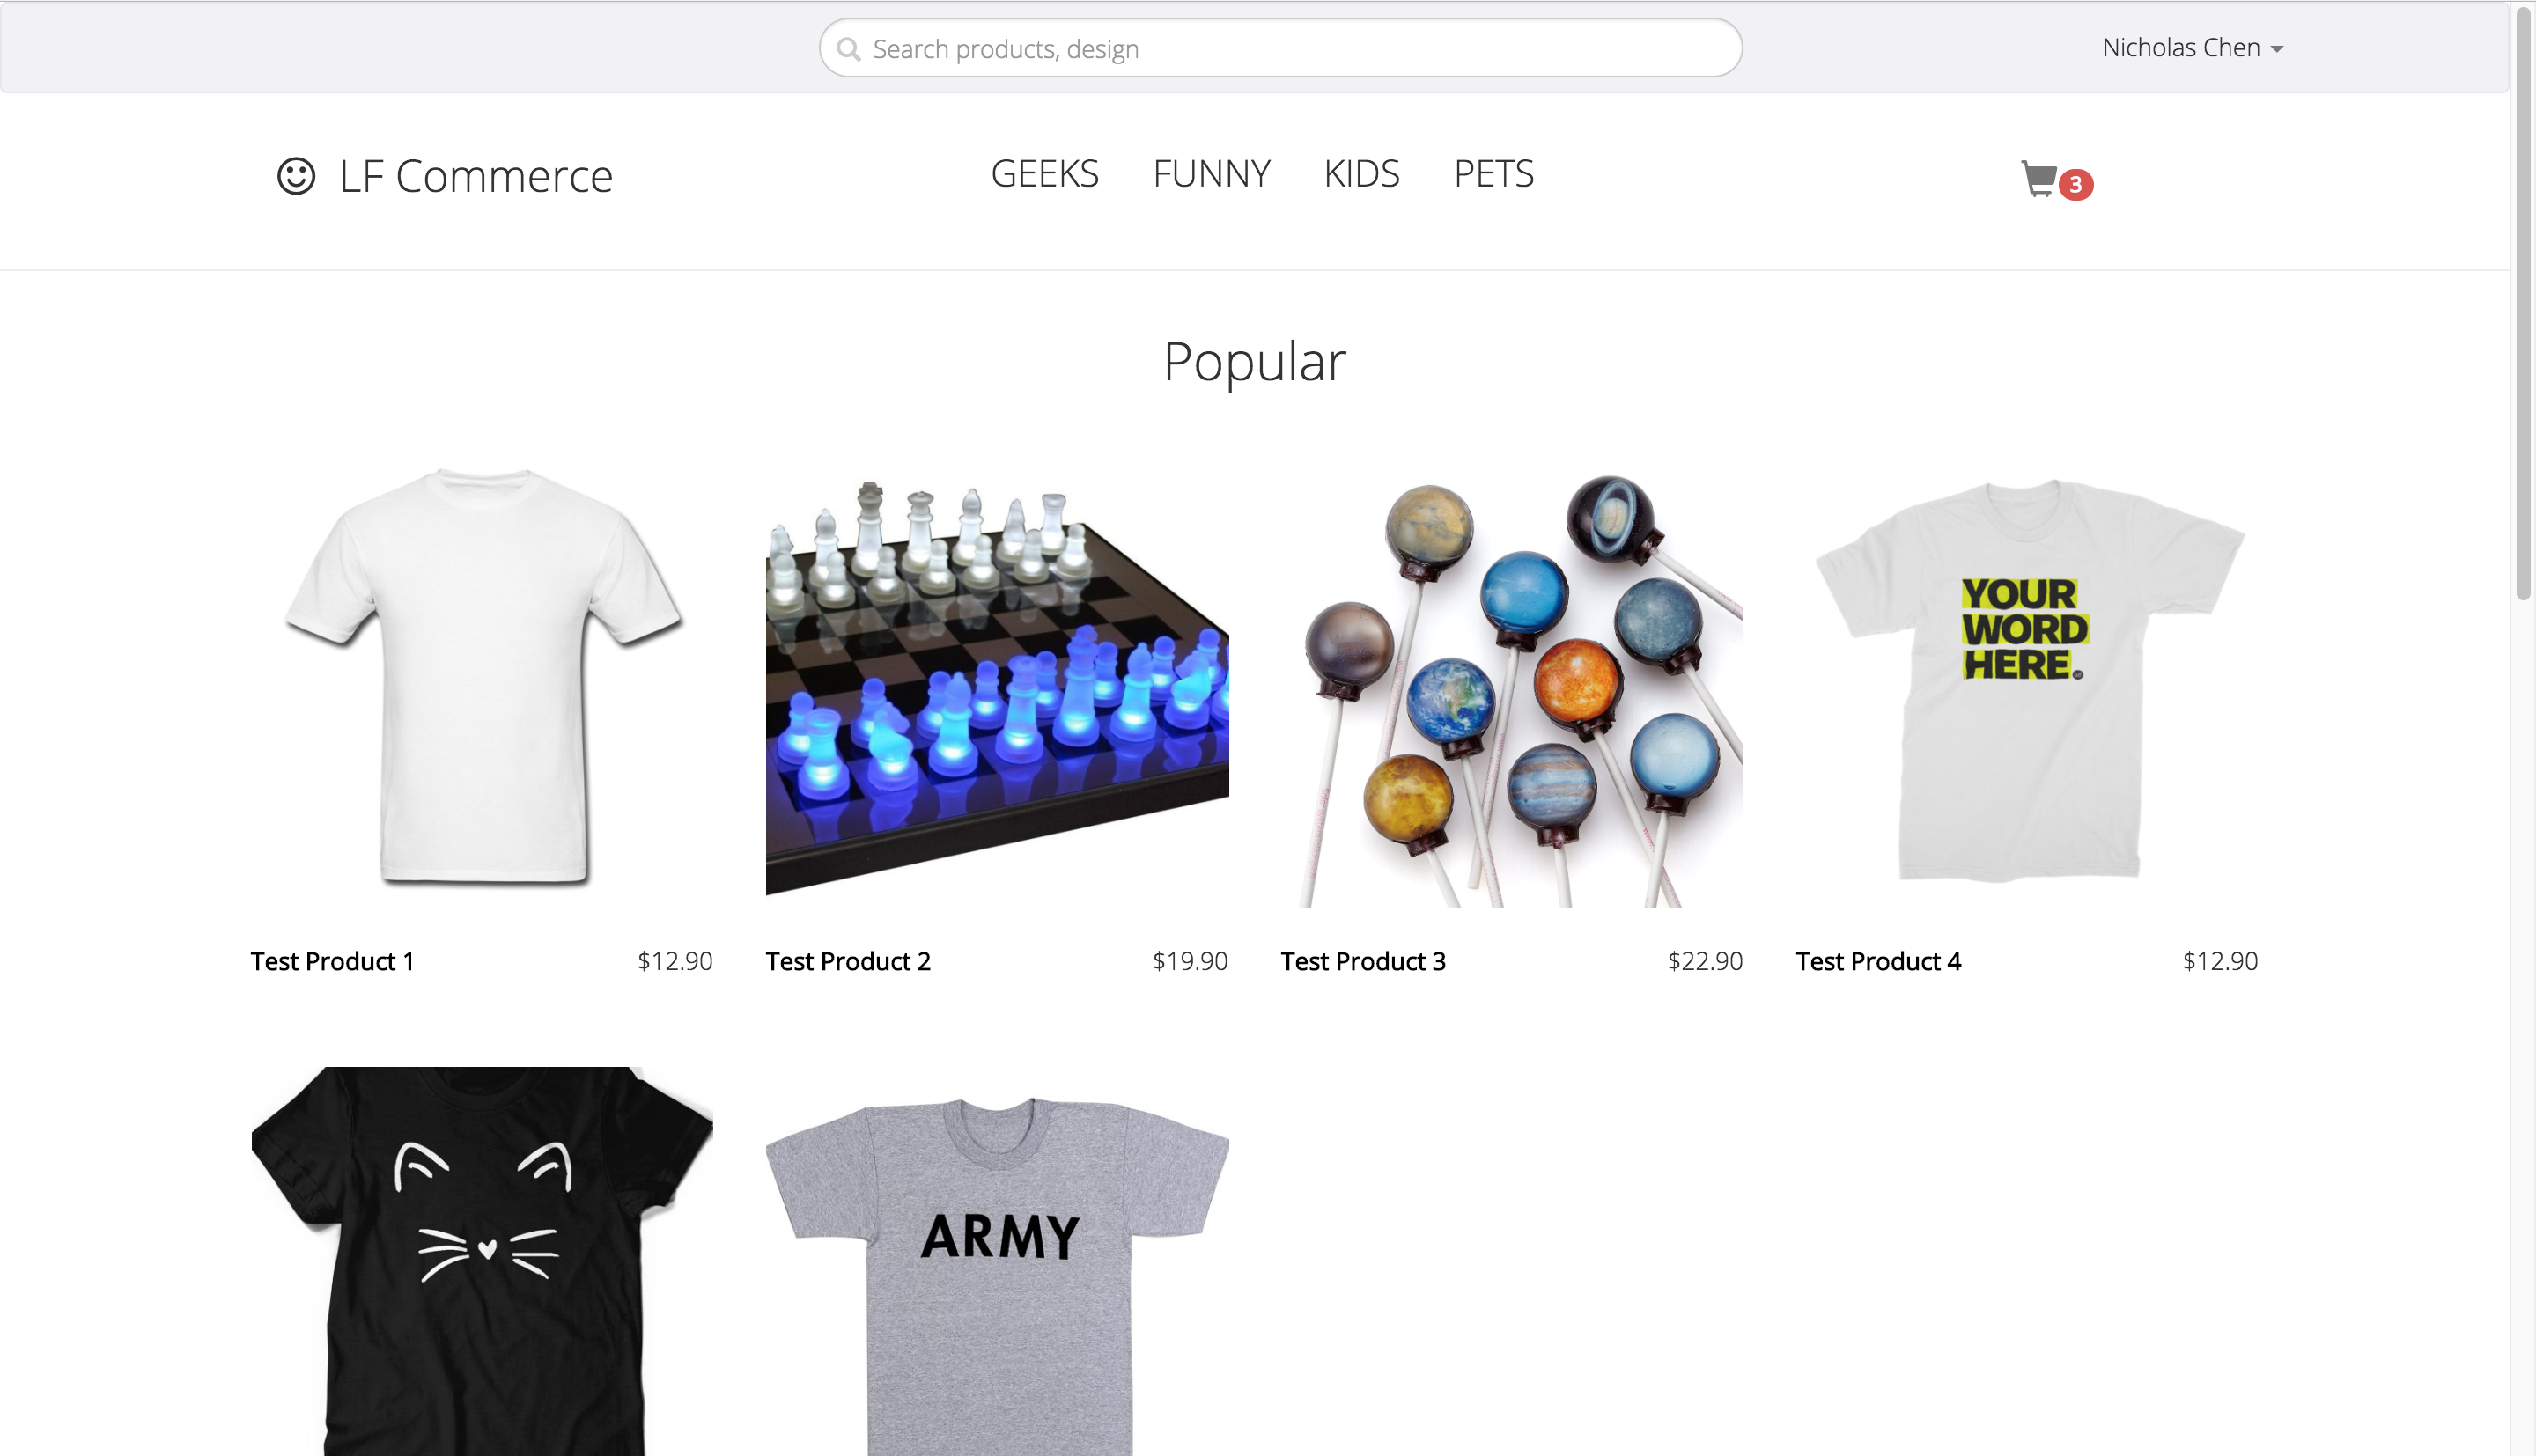 Search products, design
Nicholas Chen
LF Commerce
GEEKS FUNNY KIDS PETS
3
Popular
YOUR
WORD
HERE.
Test Product 1 $12.90
Test Product 2 $19.90
Test Product 3 $22.90
Test Product 4 $12.90
ARMY